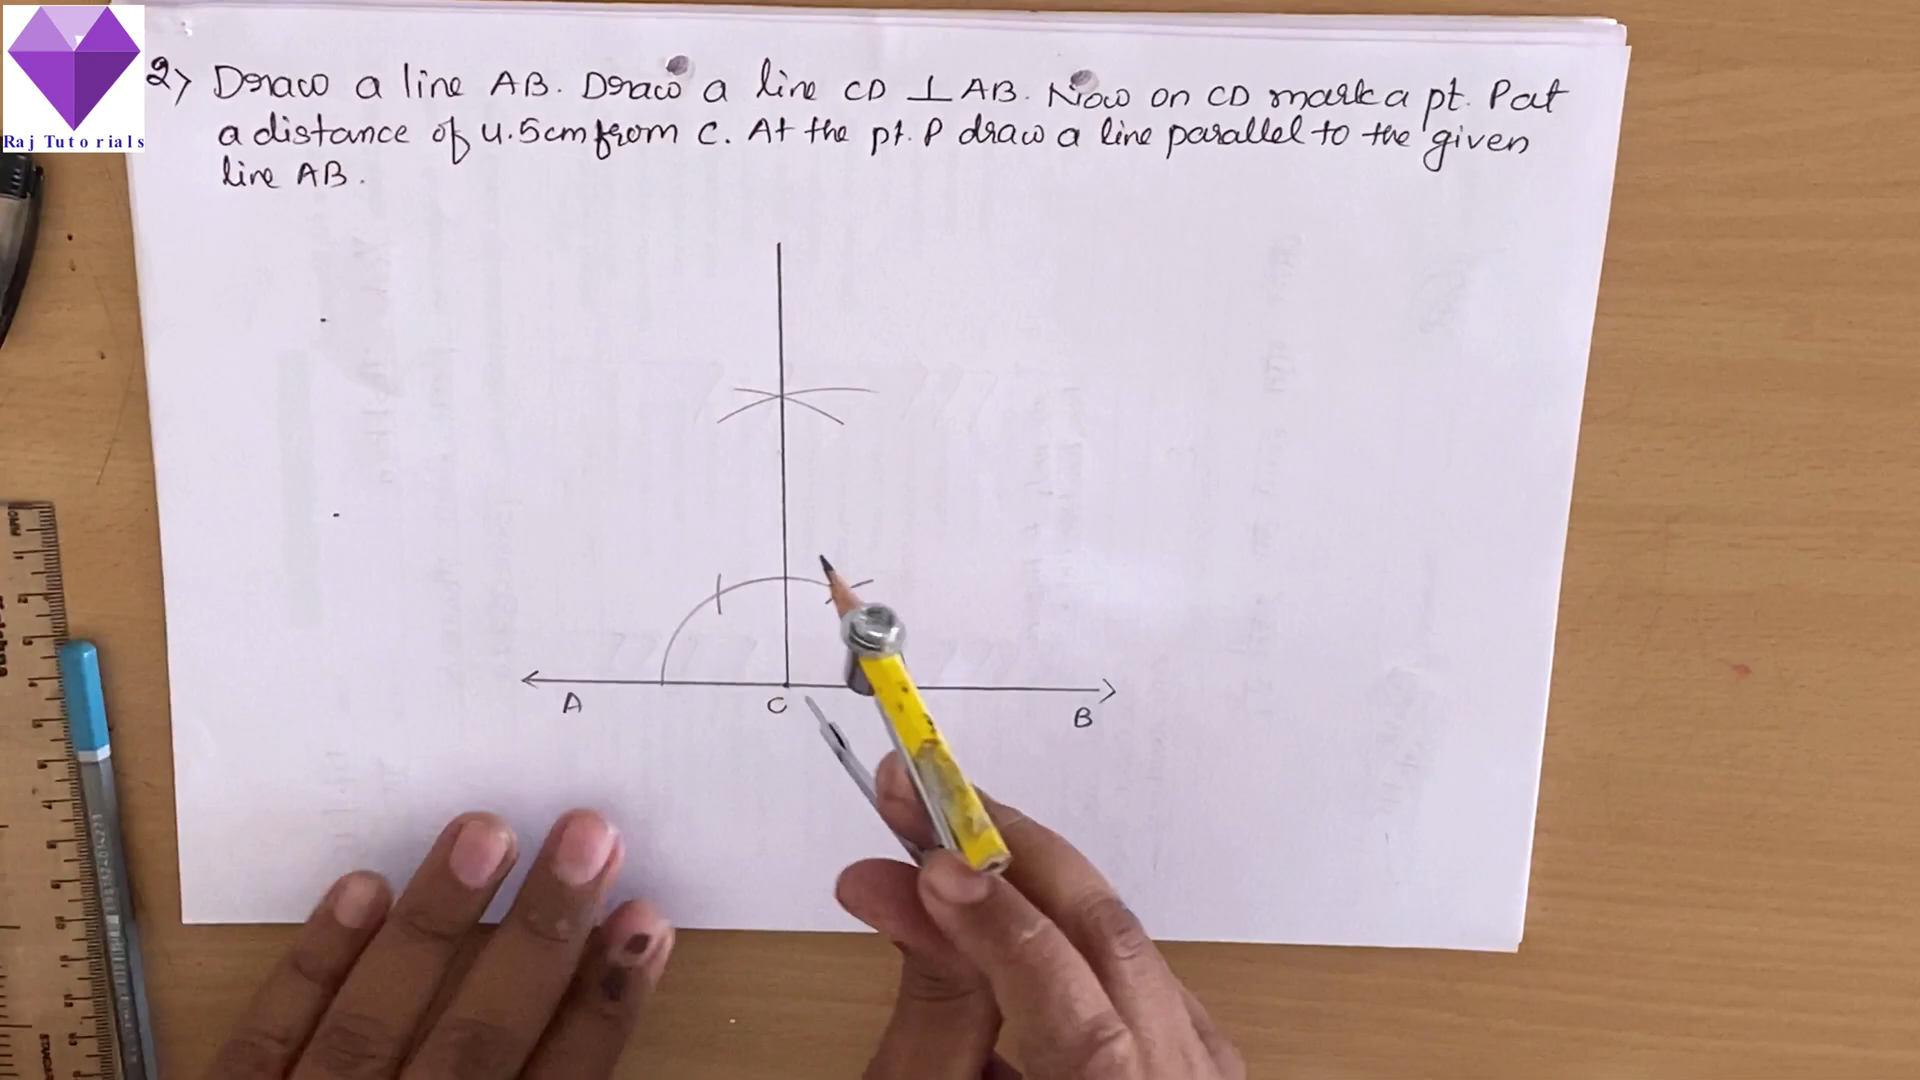 Raj Tutorials
2) Draw a line AB. Draw a line CD ⊥ AB. Now on CD mark a pt. P at
a distance of 4.5cm from C. At the pt. P draw a line parallel to the given
line AB.
A
C
B